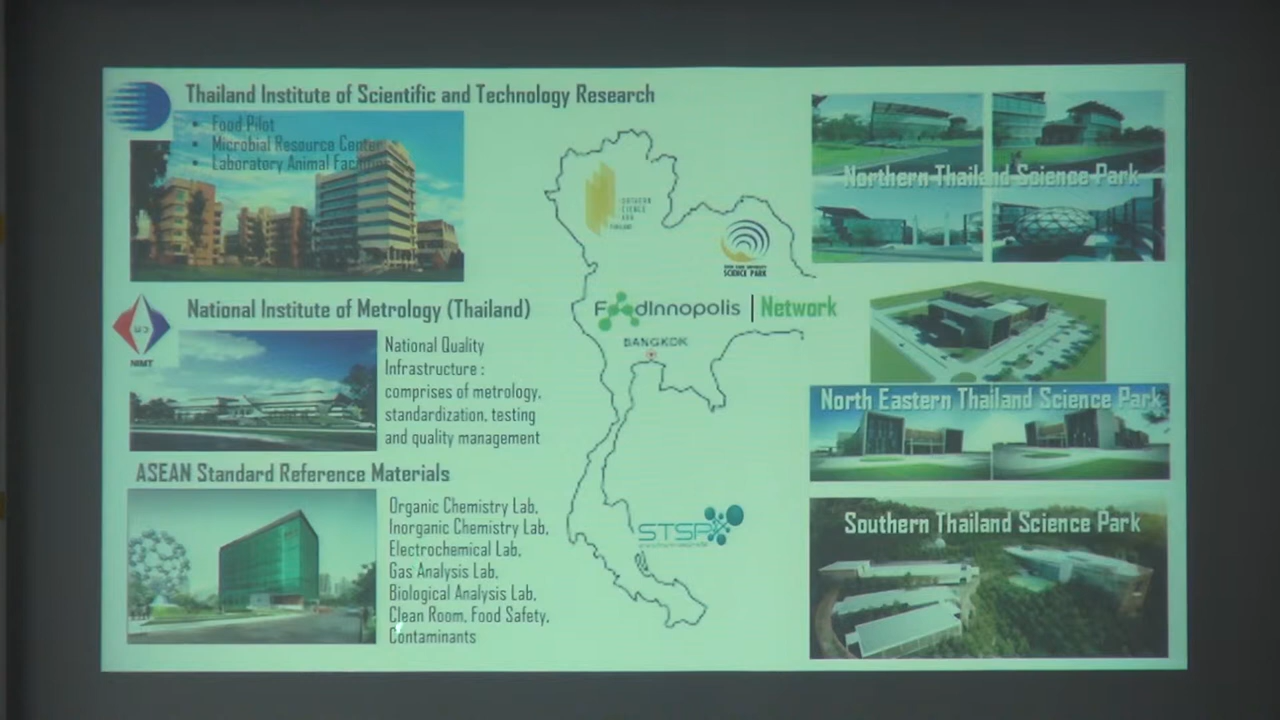 Thailand Institute of Scientific and Technology Research
• Food Pilot
• Microbial Resource Center
• Laboratory Animal Facilities
National Institute of Metrology (Thailand)
NIMT
National Quality
Infrastructure :
comprises of metrology,
standardization, testing
and quality management
ASEAN Standard Reference Materials
Organic Chemistry Lab,
Inorganic Chemistry Lab,
Electrochemical Lab,
Gas Analysis Lab,
Biological Analysis Lab,
Clean Room, Food Safety,
Contaminants
SCIENCE PARK
FoodInnopolis | Network
BANGKOK
STSP
Northern Thailand Science Park
North Eastern Thailand Science Park
Southern Thailand Science Park